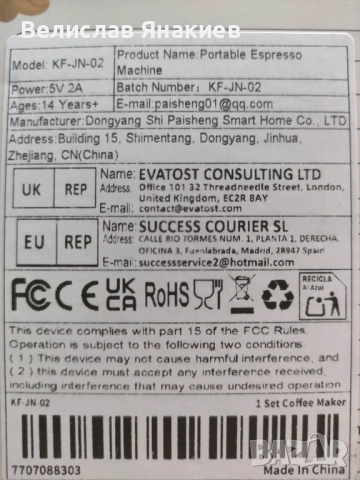 Велислав Янакиев
Model: KF-JN-02
Product Name: Portable Espresso Machine
Power:5V 2A
Batch Number: KF-JN-02
Ages:14 Years+
E-mail:paisheng01@qq.com
Manufacturer:Dongyang Shi Paisheng Smart Home Co., LTD
Address:Building 15, Shimentang, Dongyang, Jinhua,
Zhejiang, CN(China)
UK REP
Name: EVATOST CONSULTING LTD
Address: Office 101 32 Threadneedle Street, London,
United Kingdom, EC2R 8AY
E-mail: contact@evatost.com
EU REP
Name: SUCCESS COURIER SL
Address: CALLE RIO TORMES NUM. 1, PLANTA 1, DERECHA,
OFICINA 3, Fuenlabrada, Madrid, 28947 Spain
E-mail: successservice2@hotmail.com
FCC CE UKCA RoHS
RECICLA
Al Azul
This device complies with part 15 of the FCC Rules
Operation is subject to the following two conditions.
( 1 ) This device may not cause harmful interference, and
( 2 ) this device must accept any interference received,
including interference that may cause undesired operation.
KF-JN-02
1 Set Coffee Maker
7707088303
Made In China